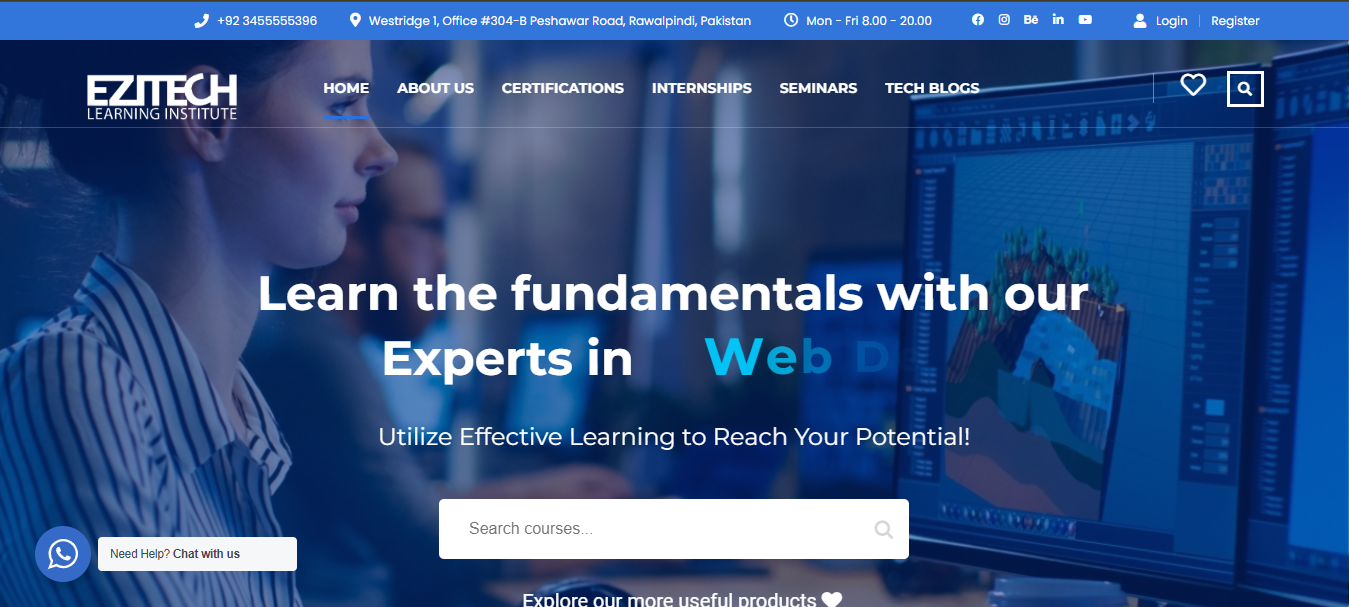 +92 3455555396
Westridge 1, Office #304-B Peshawar Road, Rawalpindi, Pakistan
Mon - Fri 8.00 - 20.00
Bē
in
Login
Register
EZITECH
LEARNING INSTITUTE
HOME
ABOUT US
CERTIFICATIONS
INTERNSHIPS
SEMINARS
TECH BLOGS
Learn the fundamentals with our
Experts in Web D
Utilize Effective Learning to Reach Your Potential!
Search courses...
Need Help? Chat with us
Explore our more useful products